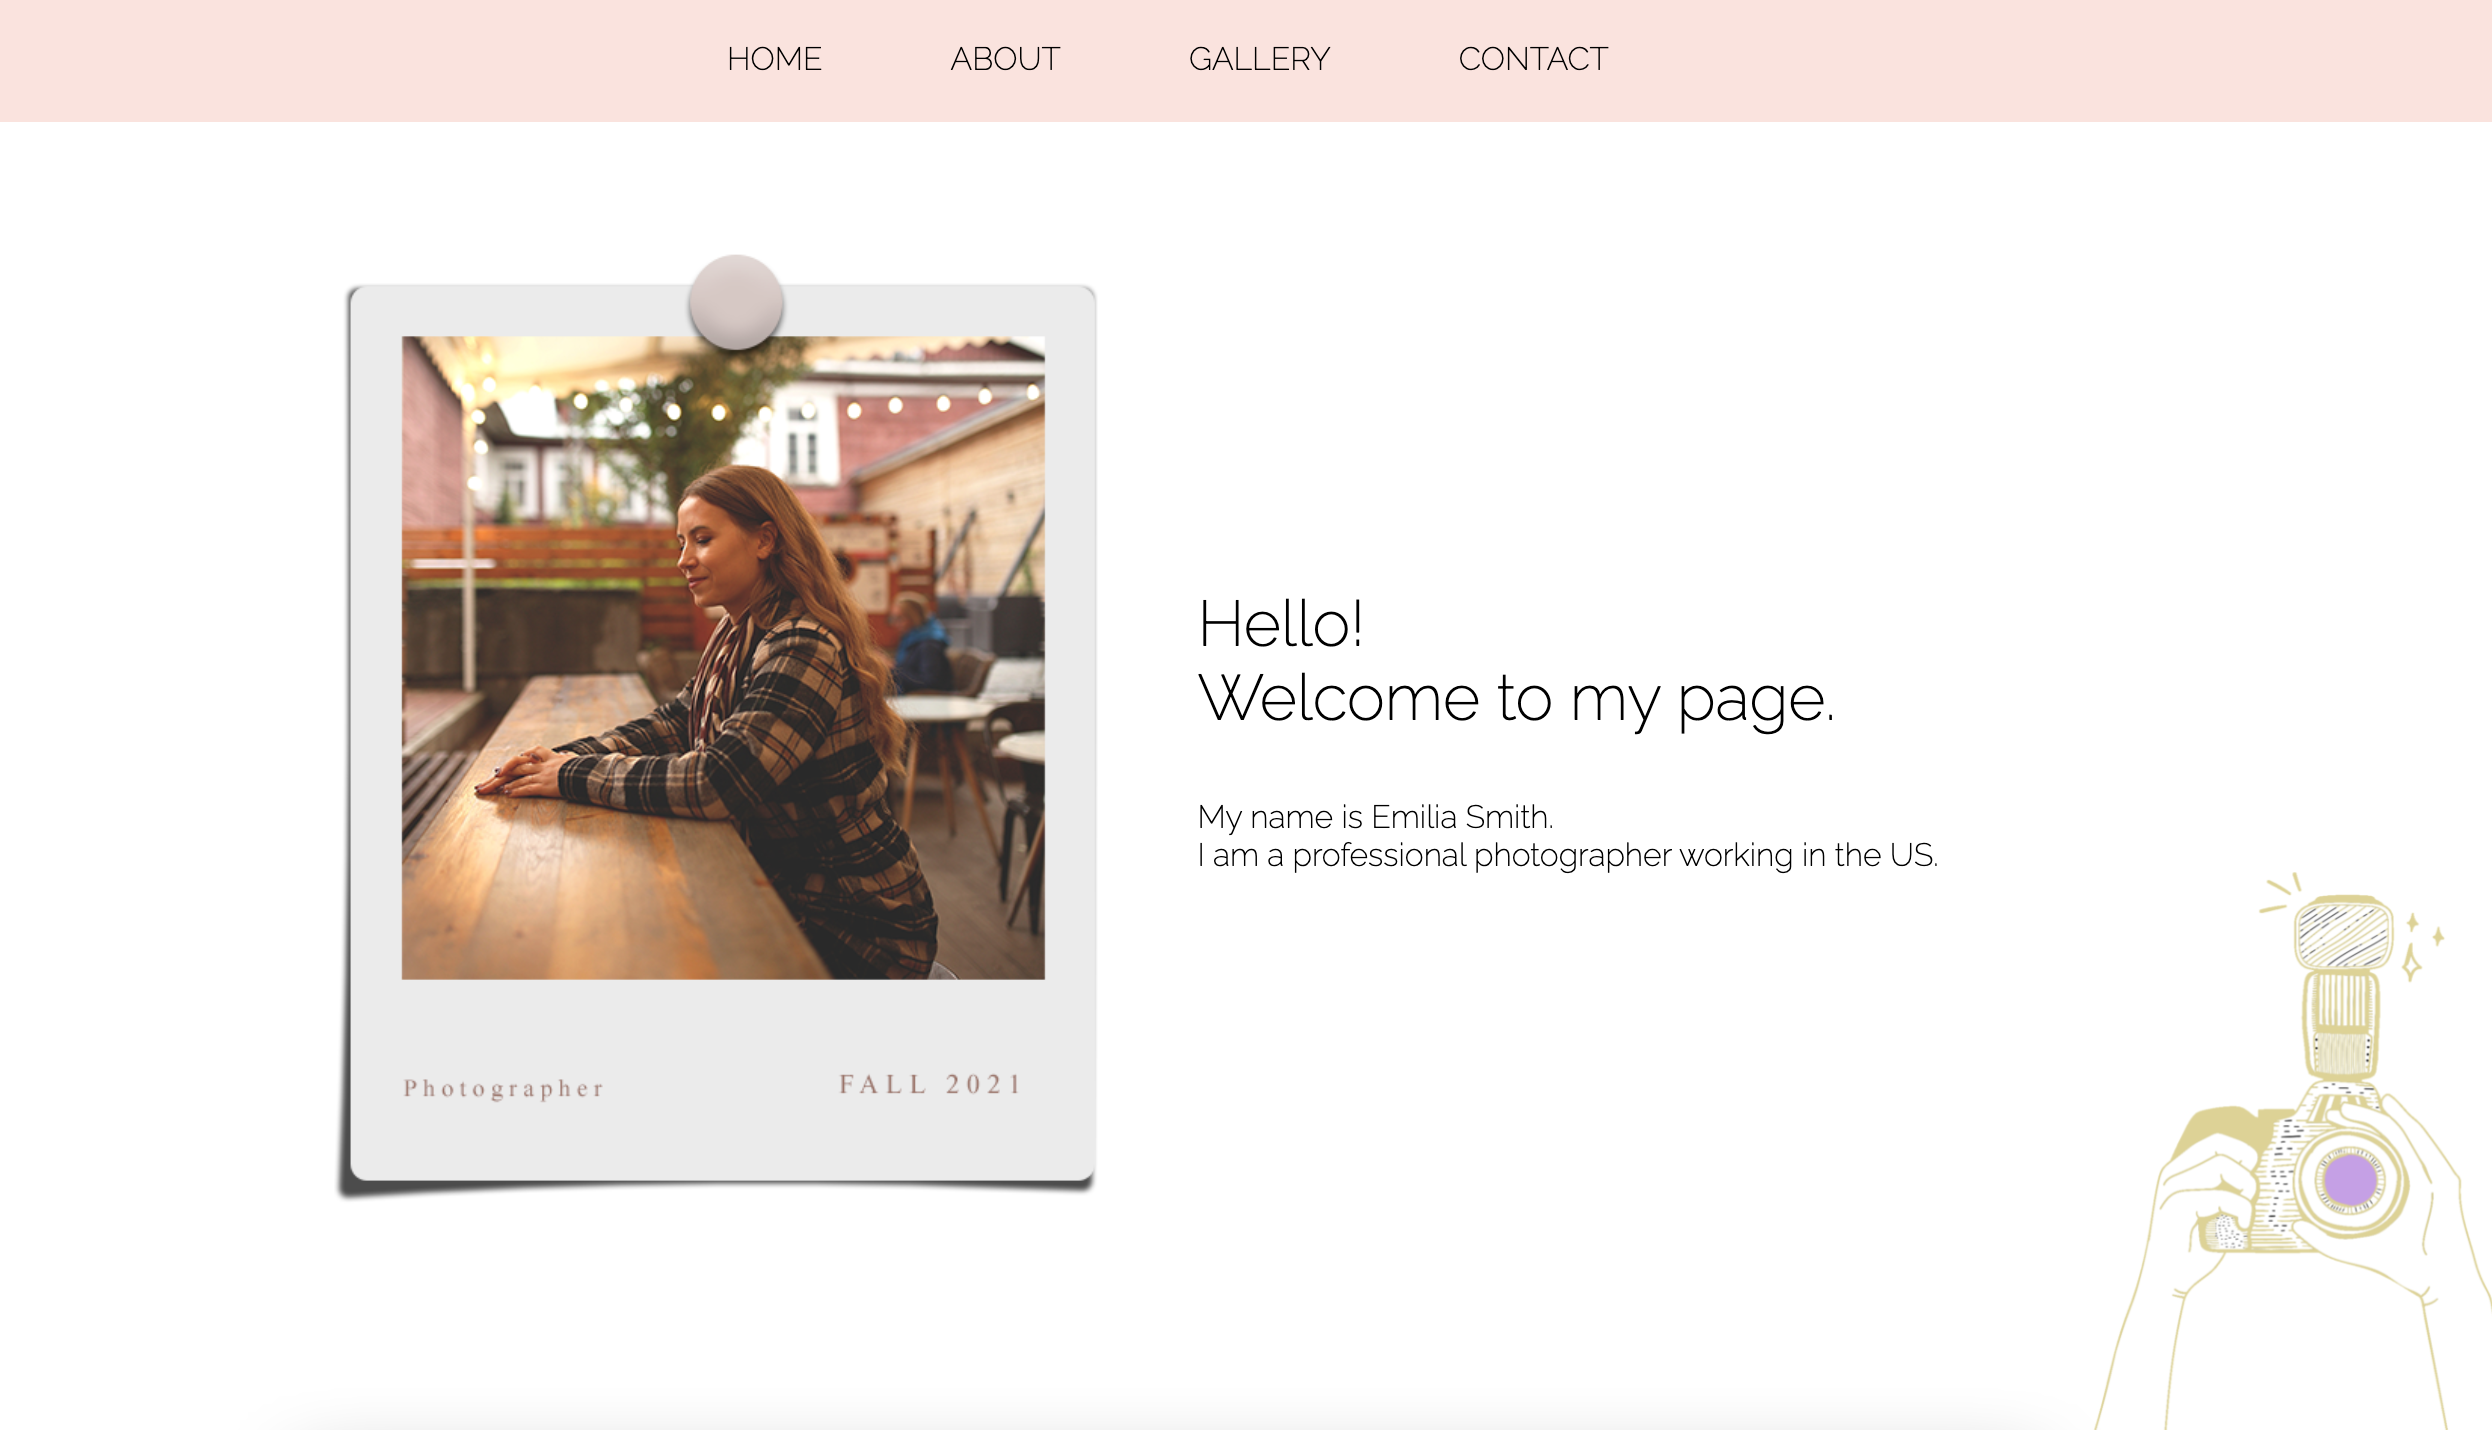 HOME ABOUT GALLERY CONTACT
Hello!
Welcome to my page.
My name is Emilia Smith.
I am a professional photographer working in the US.
Photographer FALL 2021